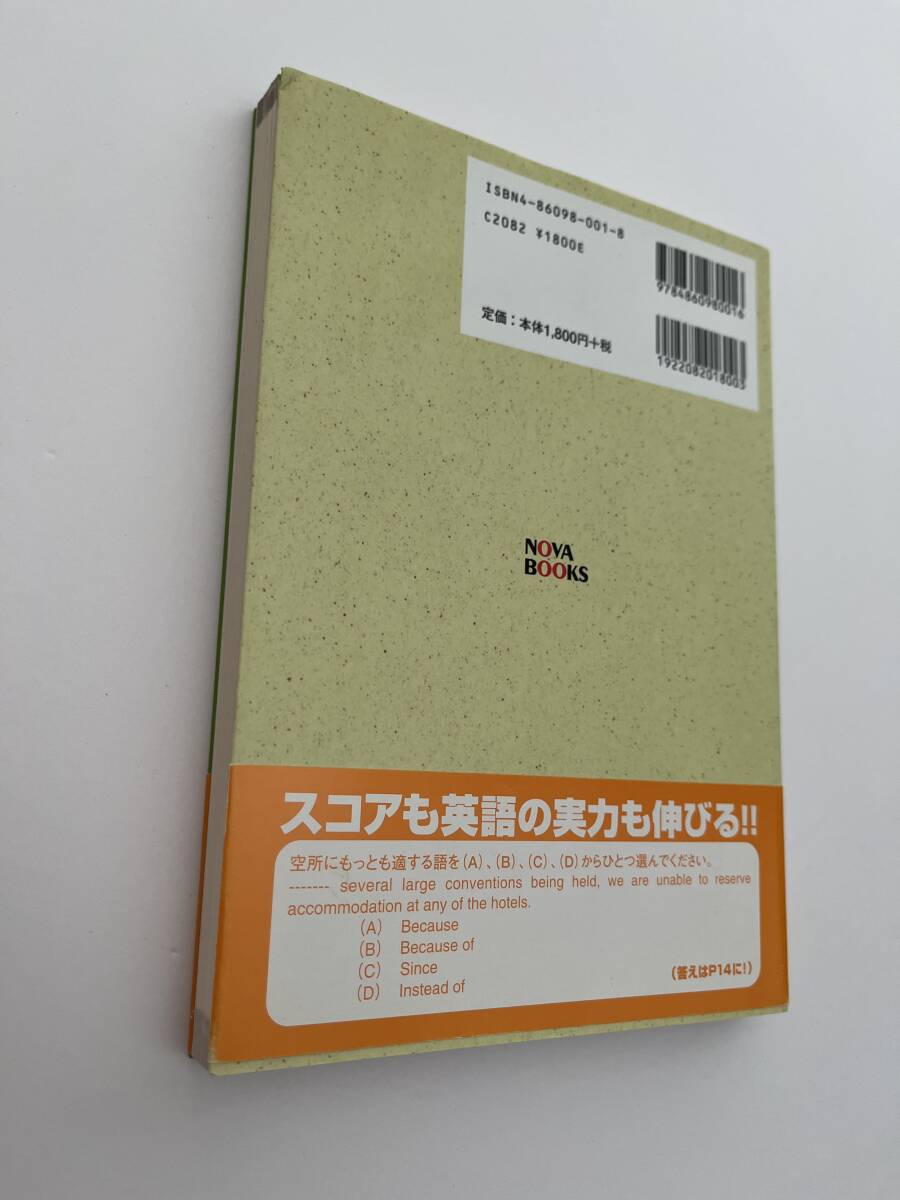 ISBN4-86098-001-8
C2082 ¥1800E
定価：本体1,800円+税
9784860980016
1922082018003
NOVA
BOOKS
スコアも英語の実力も伸びる!!
空所にもっとも適する語を(A)、(B)、(C)、(D)からひとつ選んでください。
------- several large conventions being held, we are unable to reserve
accommodation at any of the hotels.
(A) Because
(B) Because of
(C) Since
(D) Instead of
(答えはP14に!)